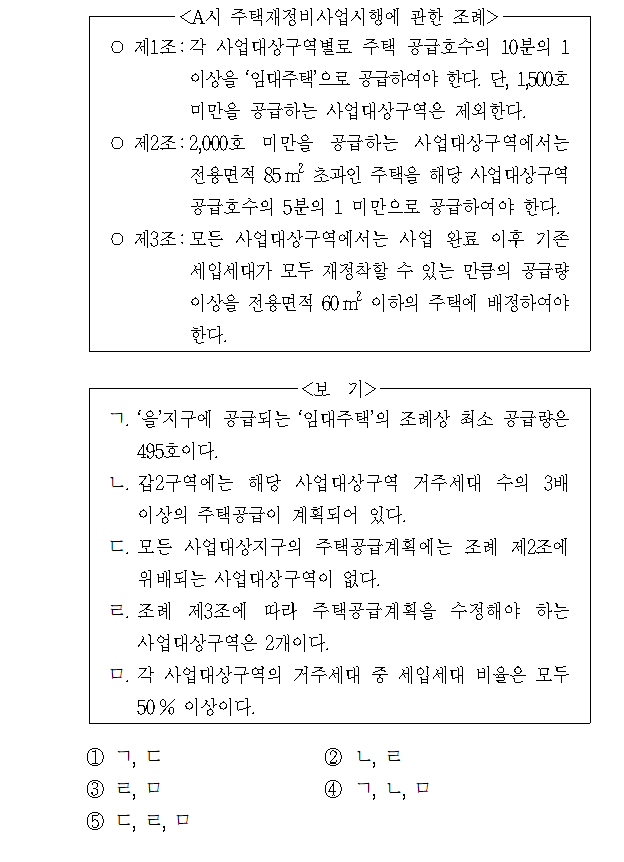 <A시 주택재정비사업시행에 관한 조례>
○ 제1조 : 각 사업대상구역별로 주택 공급호수의 10분의 1
이상을 ‘임대주택’으로 공급하여야 한다. 단, 1,500호
미만을 공급하는 사업대상구역은 제외한다.
○ 제2조 : 2,000호 미만을 공급하는 사업대상구역에서는
전용면적 85㎡ 초과인 주택을 해당 사업대상구역
공급호수의 5분의 1 미만으로 공급하여야 한다.
○ 제3조 : 모든 사업대상구역에서는 사업 완료 이후 기존
세입세대가 모두 재정착할 수 있는 만큼의 공급량
이상을 전용면적 60㎡ 이하의 주택에 배정하여야
한다.
<보 기>
ㄱ. ‘을’지구에 공급되는 ‘임대주택’의 조례상 최소 공급량은
495호이다.
ㄴ. 갑2구역에는 해당 사업대상구역 거주세대 수의 3배
이상의 주택공급이 계획되어 있다.
ㄷ. 모든 사업대상지구의 주택공급계획에는 조례 제2조에
위배되는 사업대상구역이 없다.
ㄹ. 조례 제3조에 따라 주택공급계획을 수정해야 하는
사업대상구역은 2개이다.
ㅁ. 각 사업대상구역의 거주세대 중 세입세대 비율은 모두
50% 이상이다.
① ㄱ, ㄷ ② ㄴ, ㄹ
③ ㄹ, ㅁ ④ ㄱ, ㄴ, ㅁ
⑤ ㄷ, ㄹ, ㅁ